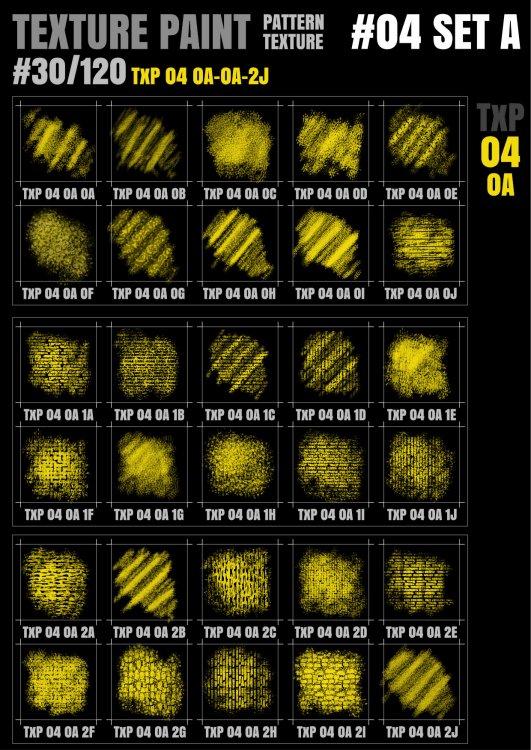 TEXTURE PAINT PATTERN TEXTURE #04 SET A
#30/120 TXP 04 0A-0A-2J
TXP
04
0A
TXP 04 0A 0A TXP 04 0A 0B TXP 04 0A 0C TXP 04 0A 0D TXP 04 0A 0E
TXP 04 0A 0F TXP 04 0A 0G TXP 04 0A 0H TXP 04 0A 0I TXP 04 0A 0J
TXP 04 0A 1A TXP 04 0A 1B TXP 04 0A 1C TXP 04 0A 1D TXP 04 0A 1E
TXP 04 0A 1F TXP 04 0A 1G TXP 04 0A 1H TXP 04 0A 1I TXP 04 0A 1J
TXP 04 0A 2A TXP 04 0A 2B TXP 04 0A 2C TXP 04 0A 2D TXP 04 0A 2E
TXP 04 0A 2F TXP 04 0A 2G TXP 04 0A 2H TXP 04 0A 2I TXP 04 0A 2J